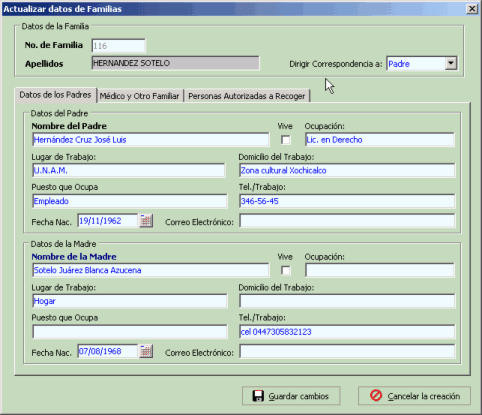 Actualizar datos de Familias
Datos de la Familia
No. de Familia 116
Apellidos HERNANDEZ SOTELO Dirigir Correspondencia a: Padre
Datos de los Padres Médico y Otro Familiar Personas Autorizadas a Recoger
Datos del Padre
Nombre del Padre Vive Ocupación:
Hernández Cruz José Luis Lic. en Derecho
Lugar de Trabajo: Domicilio del Trabajo:
U.N.A.M. Zona cultural Xochicalco
Puesto que Ocupa Tel./Trabajo:
Empleado 346-56-45
Fecha Nac. 19/11/1962 Correo Electrónico:
Datos de la Madre
Nombre de la Madre Vive Ocupación:
Sotelo Juárez Blanca Azucena
Lugar de Trabajo: Domicilio del Trabajo:
Hogar
Puesto que Ocupa Tel./Trabajo:
cel 0447305832123
Fecha Nac. 07/08/1968 Correo Electrónico:
Guardar cambios Cancelar la creación